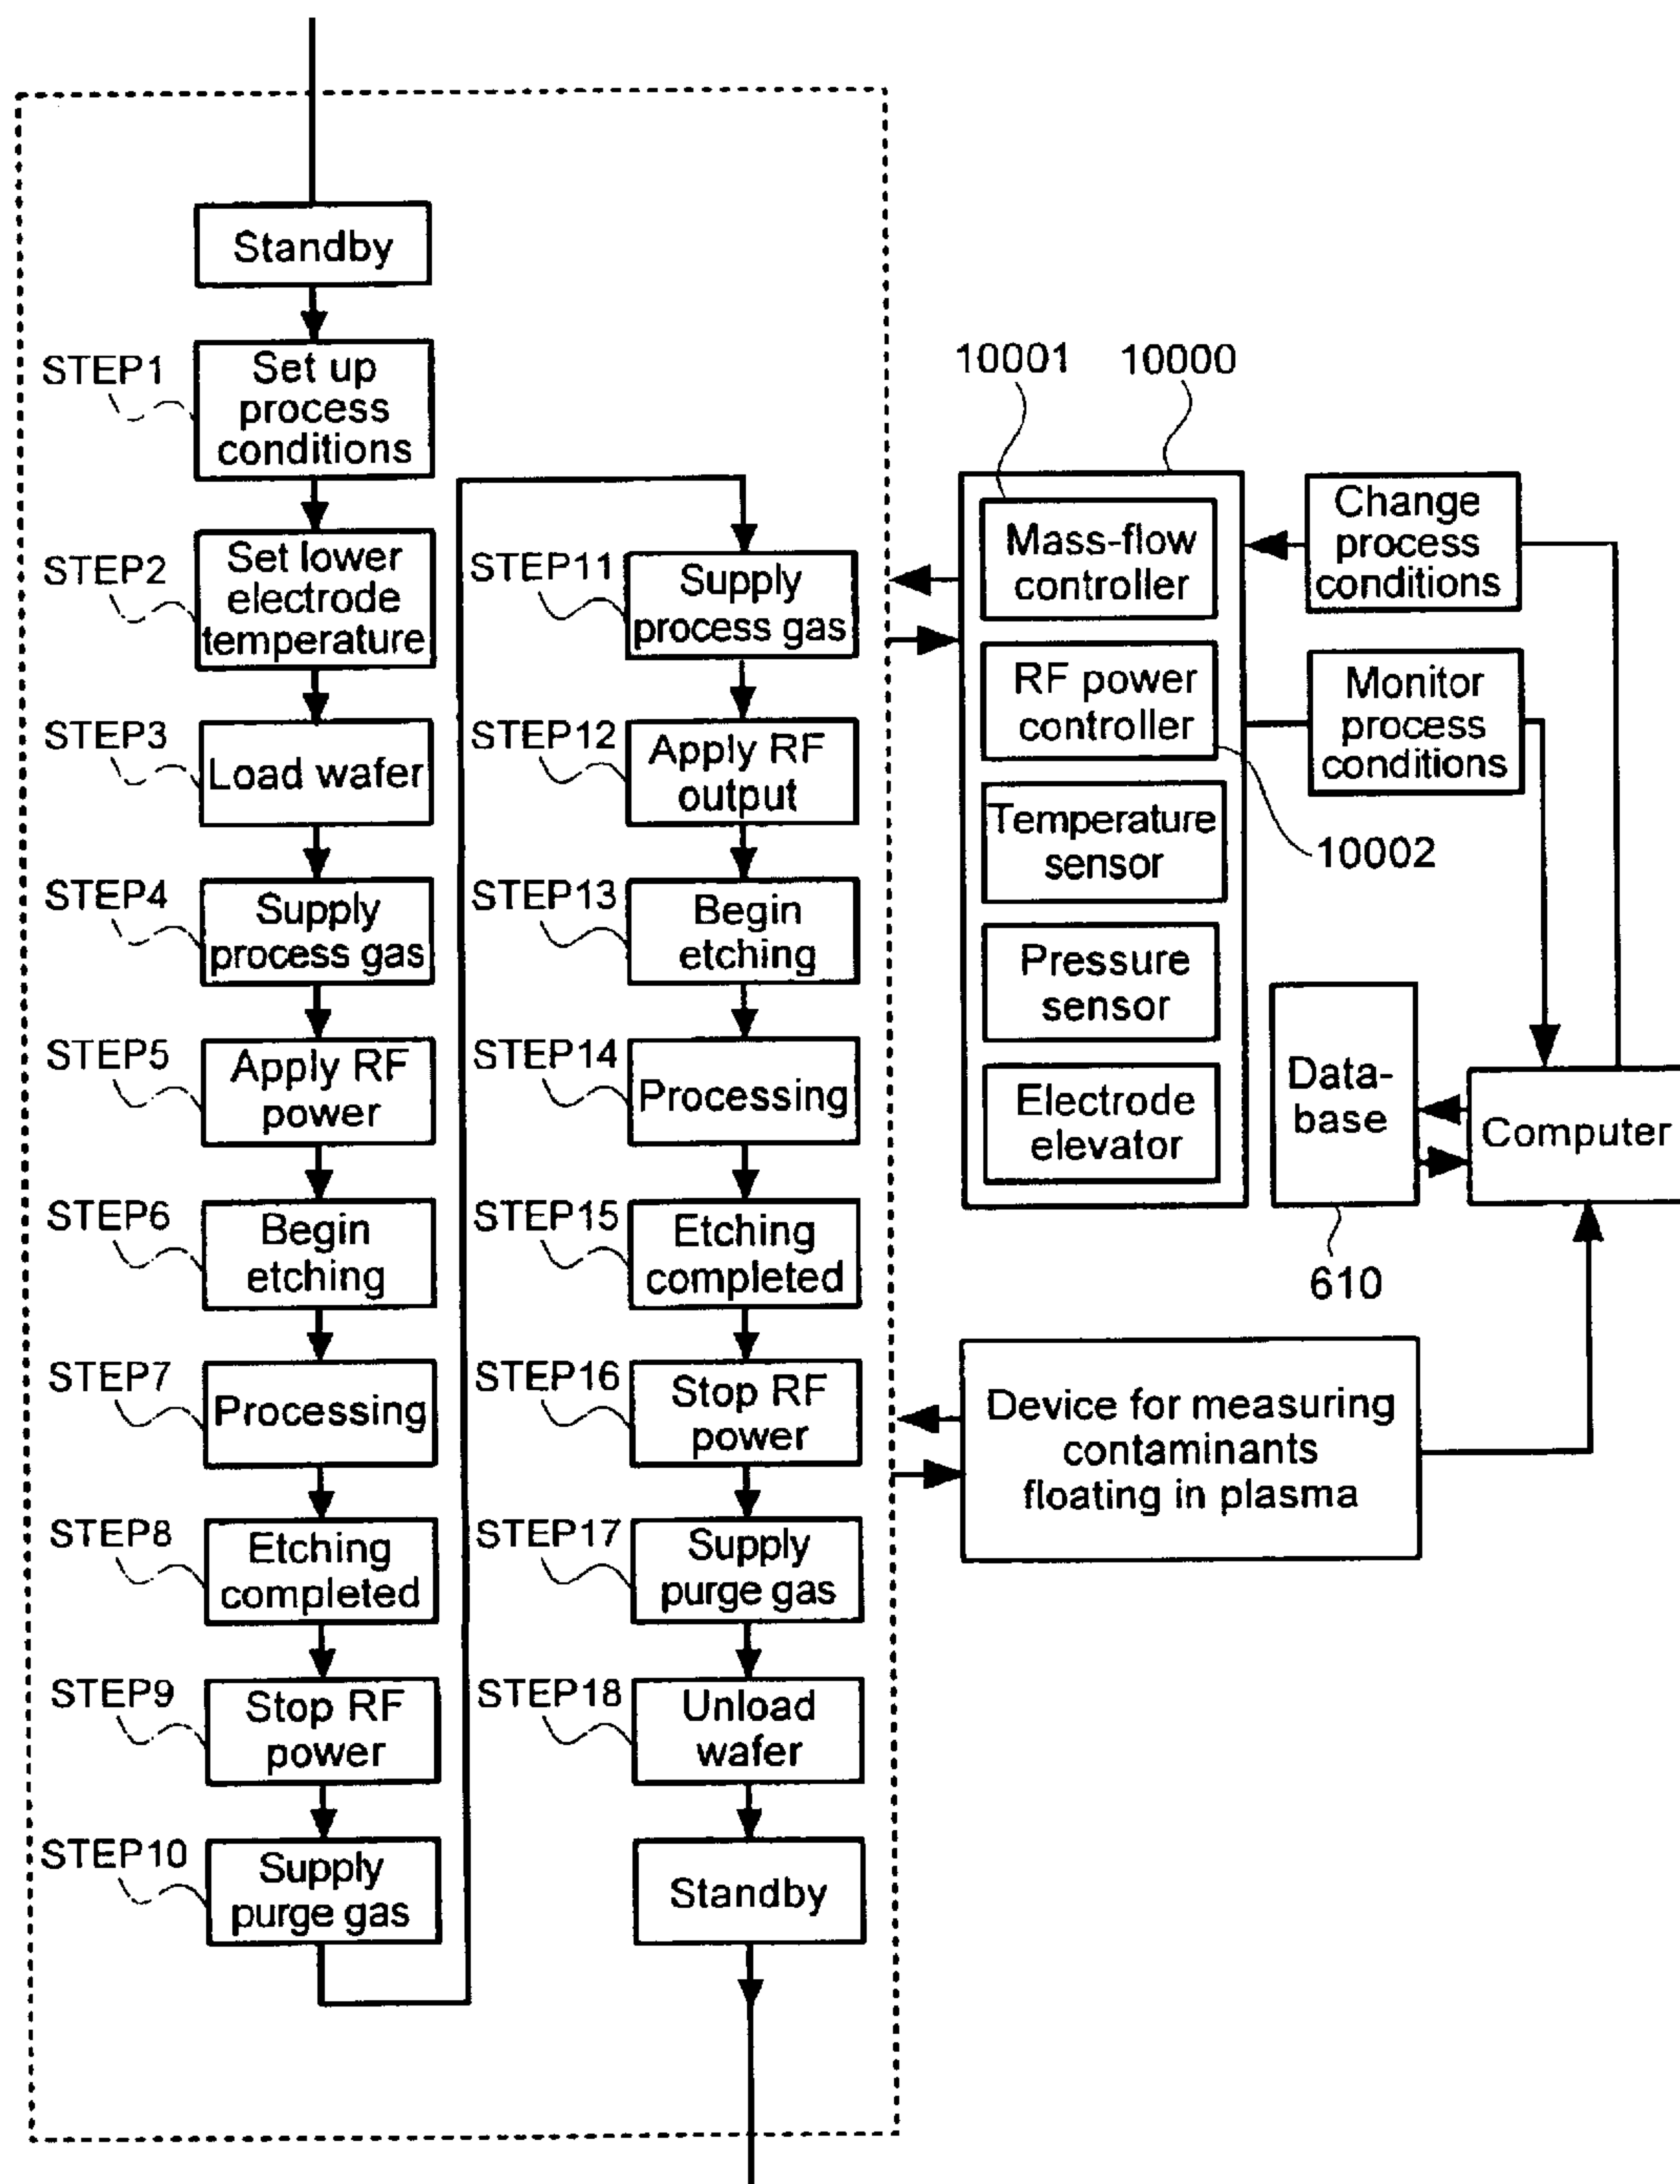 Standby
STEP1
Set up
process
conditions
STEP2
Set lower
electrode
temperature
STEP3
Load wafer
STEP4
Supply
process gas
STEP5
Apply RF
power
STEP6
Begin
etching
STEP7
Processing
STEP8
Etching
completed
STEP9
Stop RF
power
STEP10
Supply
purge gas
STEP11
Supply
process gas
STEP12
Apply RF
output
STEP13
Begin
etching
STEP14
Processing
STEP15
Etching
completed
STEP16
Stop RF
power
STEP17
Supply
purge gas
STEP18
Unload
wafer
Standby
10001
10000
Mass-flow
controller
RF power
controller
10002
Temperature
sensor
Pressure
sensor
Electrode
elevator
Change
process
conditions
Monitor
process
conditions
Data-
base
610
Computer
Device for measuring
contaminants
floating in plasma